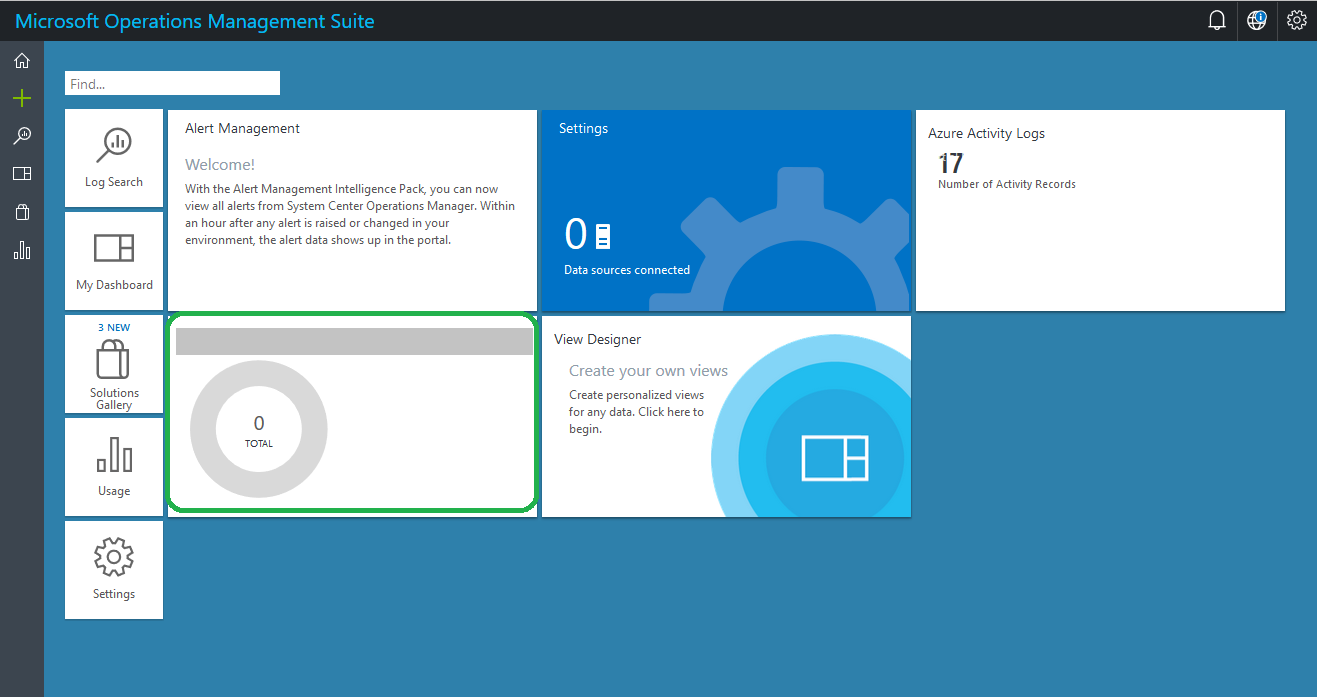 Microsoft Operations Management Suite
Find...
Log Search
My Dashboard
3 NEW
Solutions
Gallery
Usage
Settings
Alert Management
Welcome!
With the Alert Management Intelligence Pack, you can now
view all alerts from System Center Operations Manager. Within
an hour after any alert is raised or changed in your
environment, the alert data shows up in the portal.
Settings
0
Data sources connected
Azure Activity Logs
17
Number of Activity Records
0
TOTAL
View Designer
Create your own views
Create personalized views
for any data. Click here to
begin.